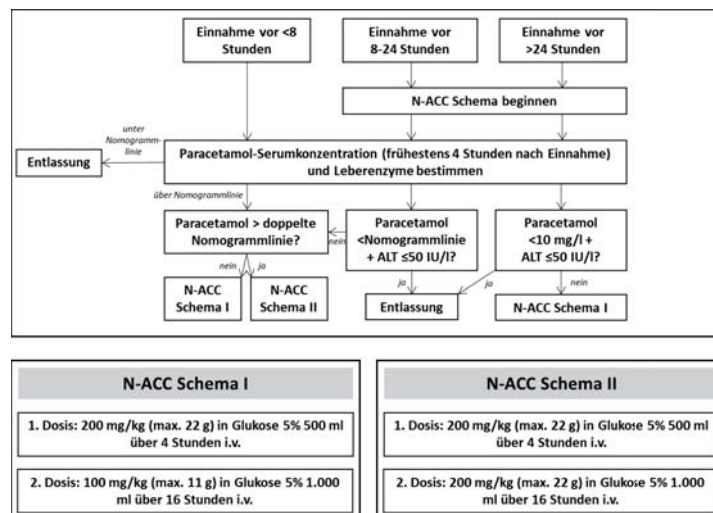 Einnahme vor <8
Stunden
Einnahme vor
8-24 Stunden
Einnahme vor
>24 Stunden
N-ACC Schema beginnen
unter
Nomogramm-
linie
Entlassung
Paracetamol-Serumkonzentration (frühestens 4 Stunden nach Einnahme)
und Leberenzyme bestimmen
über Nomogrammlinie
Paracetamol > doppelte
Nomogrammlinie?
nein
Paracetamol
<Nomogrammlinie
+ ALT ≤50 IU/l?
Paracetamol
<10 mg/l +
ALT ≤50 IU/l?
nein
ja
ja
ja
nein
N-ACC
Schema I
N-ACC
Schema II
Entlassung
N-ACC Schema I
N-ACC Schema I
1. Dosis: 200 mg/kg (max. 22 g) in Glukose 5% 500 ml
über 4 Stunden i.v.
2. Dosis: 100 mg/kg (max. 11 g) in Glukose 5% 1.000
ml über 16 Stunden i.v.
N-ACC Schema II
1. Dosis: 200 mg/kg (max. 22 g) in Glukose 5% 500 ml
über 4 Stunden i.v.
2. Dosis: 200 mg/kg (max. 22 g) in Glukose 5% 1.000
ml über 16 Stunden i.v.